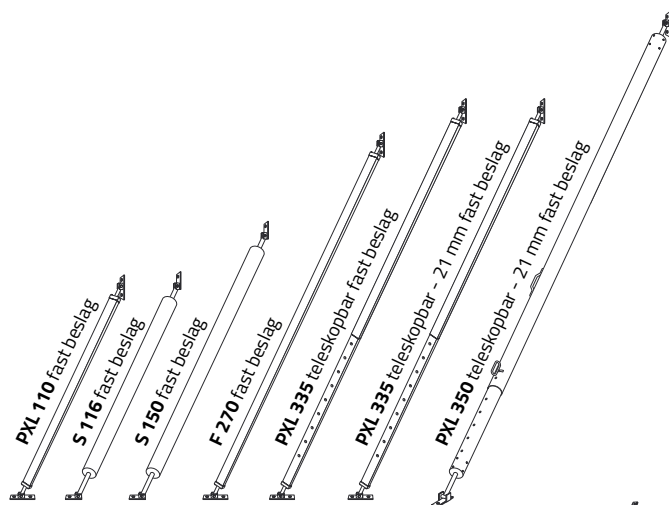 PXL 110 fast beslag
S 116 fast beslag
S 150 fast beslag
F 270 fast beslag
PXL 335 teleskopbar fast beslag
PXL 335 teleskopbar - 21 mm fast beslag
PXL 350 teleskopbar - 21 mm fast beslag